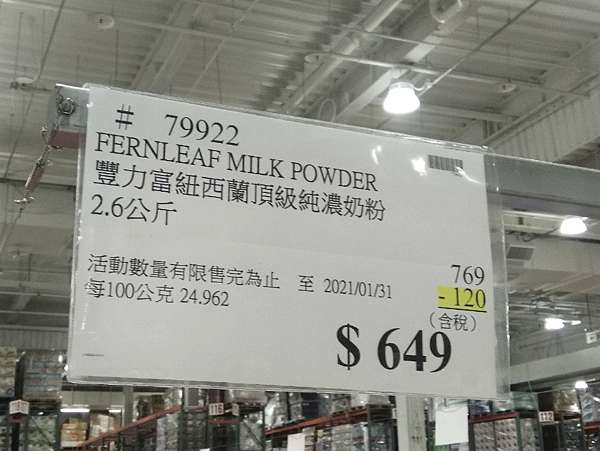 # 79922
FERNLEAF MILK POWDER
豐力富紐西蘭頂級純濃奶粉
2.6公斤
活動數量有限售完為止 至 2021/01/31
每100公克 24.962
769
- 120
(含稅)
$ 649
116
112